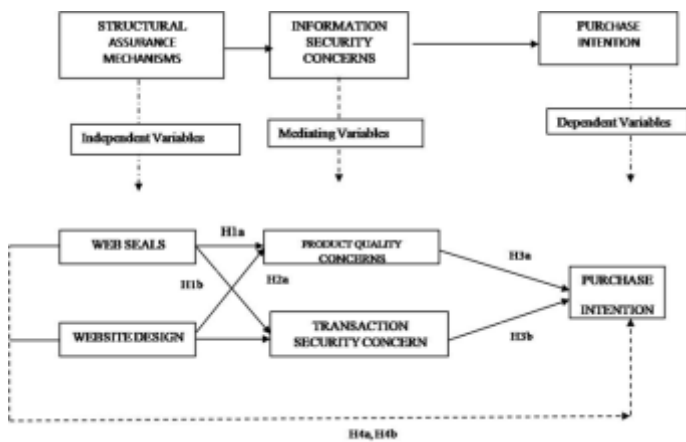 STRUCTURAL
ASSURANCE
MECHANISMS
INFORMATION
SECURITY
CONCERNS
PURCHASE
INTENTION
Independent Variables
Mediating Variables
Dependent Variables
H1a
WEB SEALS
PRODUCT QUALITY
CONCERNS
H3a
H1b
H2a
PURCHASE
INTENTION
WEBSITE DESIGN
TRANSACTION
SECURITY CONCERN
H3b
H4a, H4b